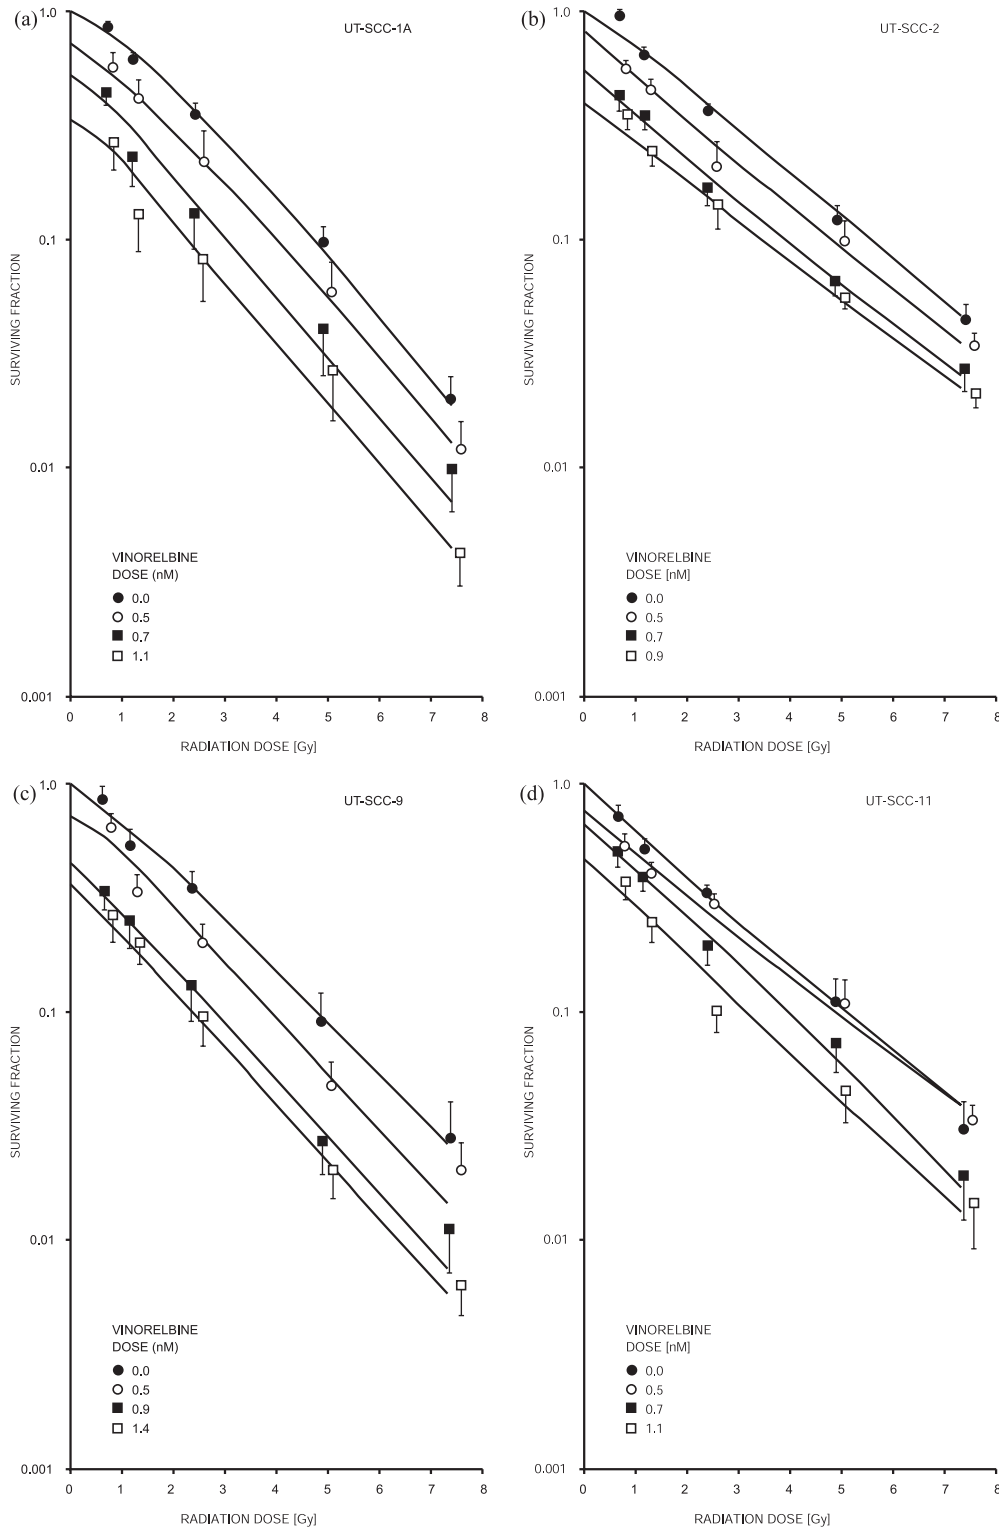 (a)
UT-SCC-1A
1.0
0.1
0.01
0.001
SURVIVING FRACTION
VINORELBINE
DOSE (nM)
0.0
0.5
0.7
1.1
0 1 2 3 4 5 6 7 8
RADIATION DOSE [Gy]
(b)
UT-SCC-2
1.0
0.1
0.01
0.001
SURVIVING FRACTION
VINORELBINE
DOSE [nM]
0.0
0.5
0.7
0.9
0 1 2 3 4 5 6 7 8
RADIATION DOSE [Gy]
(c)
UT-SCC-9
1.0
0.1
0.01
0.001
SURVIVING FRACTION
VINORELBINE
DOSE (nM)
0.0
0.5
0.9
1.4
0 1 2 3 4 5 6 7 8
RADIATION DOSE [Gy]
(d)
UT-SCC-11
1.0
0.1
0.01
0.001
SURVIVING FRACTION
VINORELBINE
DOSE [nM]
0.0
0.5
0.7
1.1
0 1 2 3 4 5 6 7 8
RADIATION DOSE [Gy]